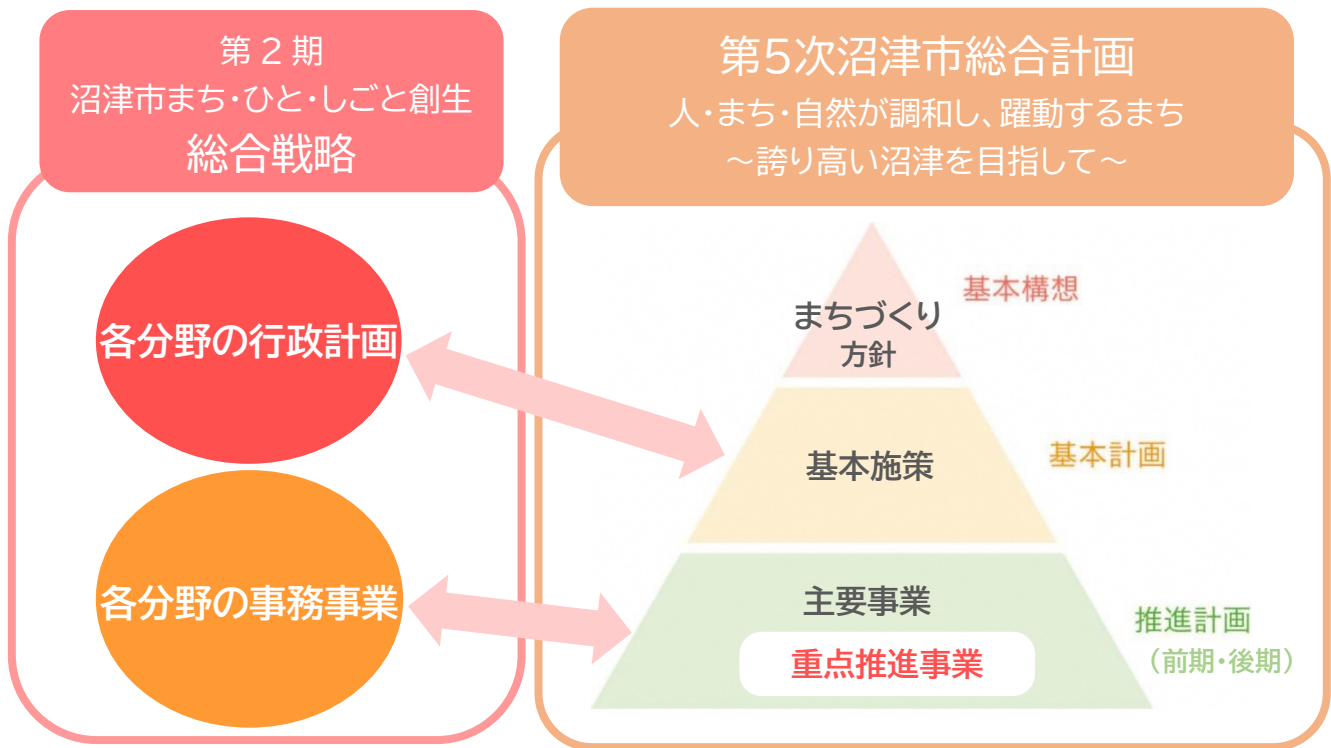 第2期
沼津市まち・ひと・しごと創生
総合戦略
各分野の行政計画
各分野の事務事業
第5次沼津市総合計画
人・まち・自然が調和し、躍動するまち
～誇り高い沼津を目指して～
まちづくり
方針
基本構想
基本施策
基本計画
主要事業
重点推進事業
推進計画
（前期・後期）